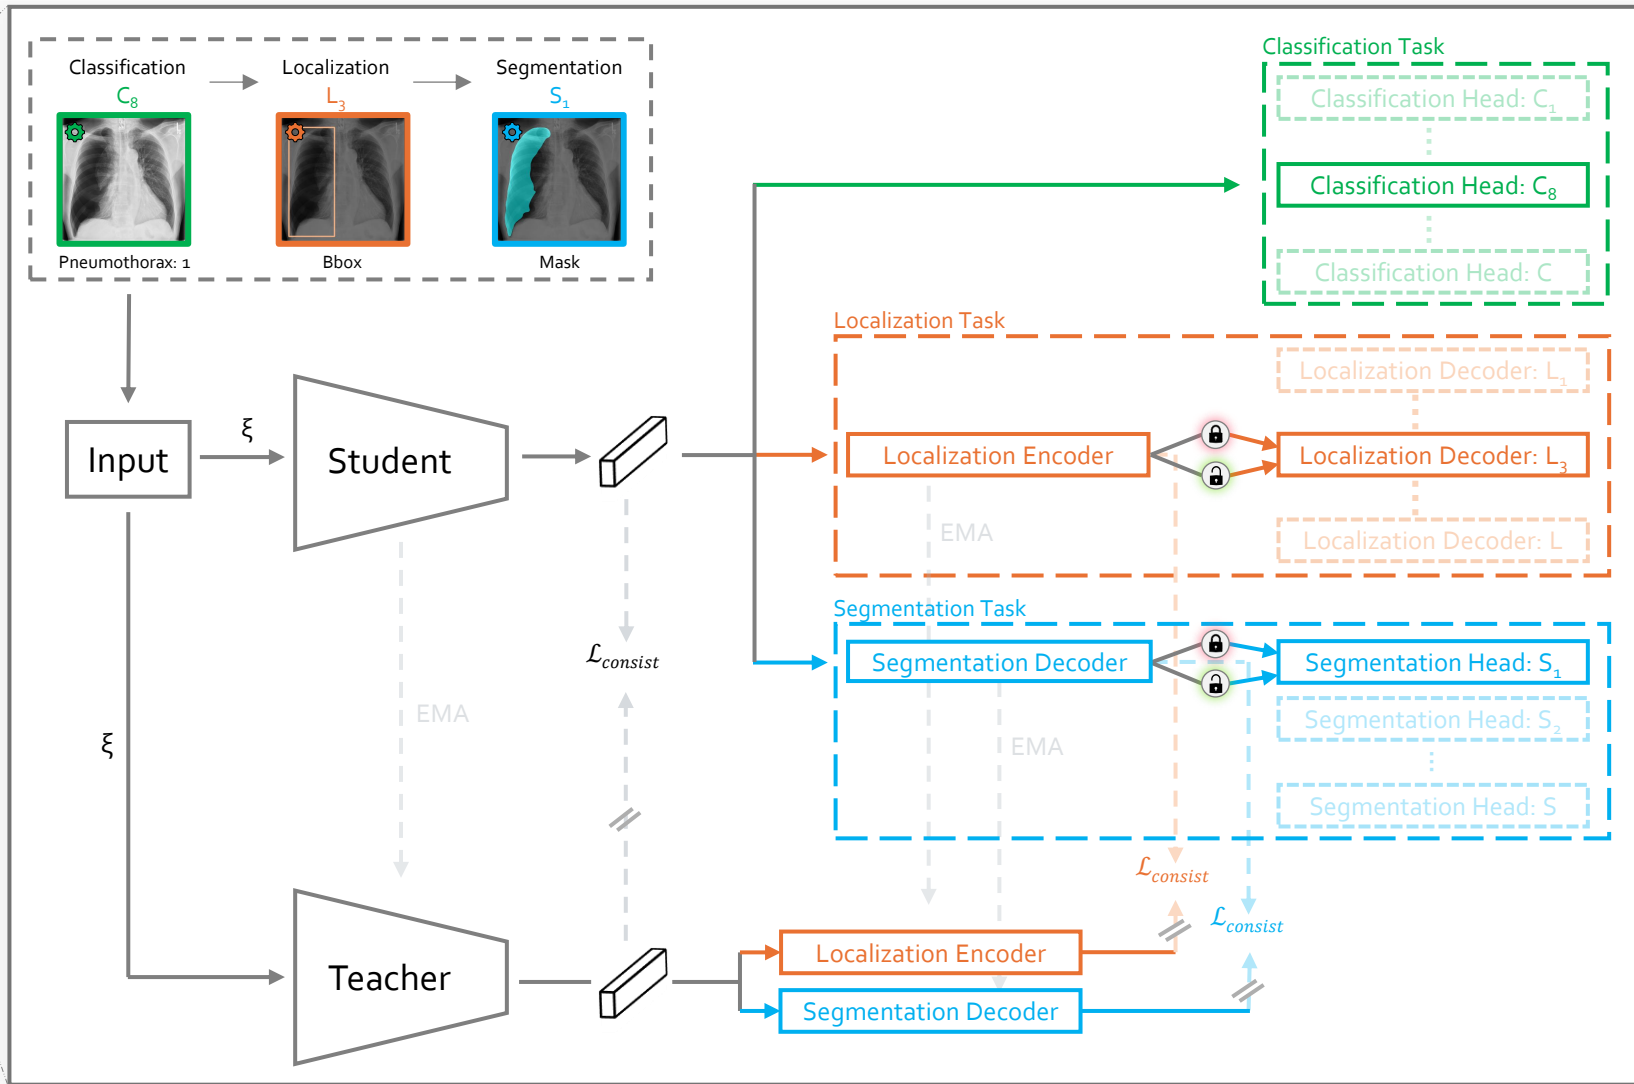 Classification
Localization
Segmentation
C₈
L₃
S₁
Pneumothorax: 1
Bbox
Mask
Classification Task
Classification Head: C₁
Classification Head: C₈
Classification Head: C
Localization Task
Localization Decoder: L₁
Localization Encoder
Localization Decoder: L₃
EMA
Localization Decoder: L
Input
ξ
Student
Segmentation Task
Segmentation Decoder
Segmentation Head: S₁
Segmentation Head: S₂
EMA
Segmentation Head: S
ℒconsist
EMA
ξ
ℒconsist
ℒconsist
Teacher
Localization Encoder
Segmentation Decoder